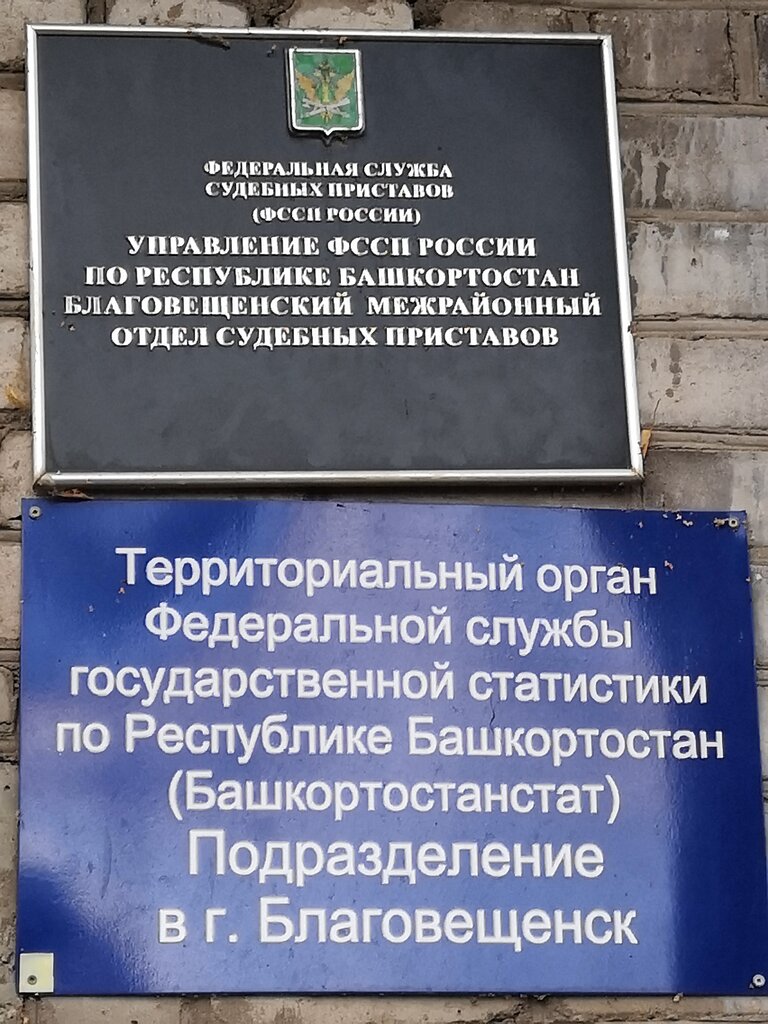 ФЕДЕРАЛЬНАЯ СЛУЖБА
СУДЕБНЫХ ПРИСТАВОВ
(ФССП РОССИИ)
УПРАВЛЕНИЕ ФССП РОССИИ
ПО РЕСПУБЛИКЕ БАШКОРТОСТАН
БЛАГОВЕЩЕНСКИЙ МЕЖРАЙОННЫЙ
ОТДЕЛ СУДЕБНЫХ ПРИСТАВОВ
Территориальный орган
Федеральной службы
государственной статистики
по Республике Башкортостан
(Башкортостанстат)
Подразделение
в г. Благовещенск